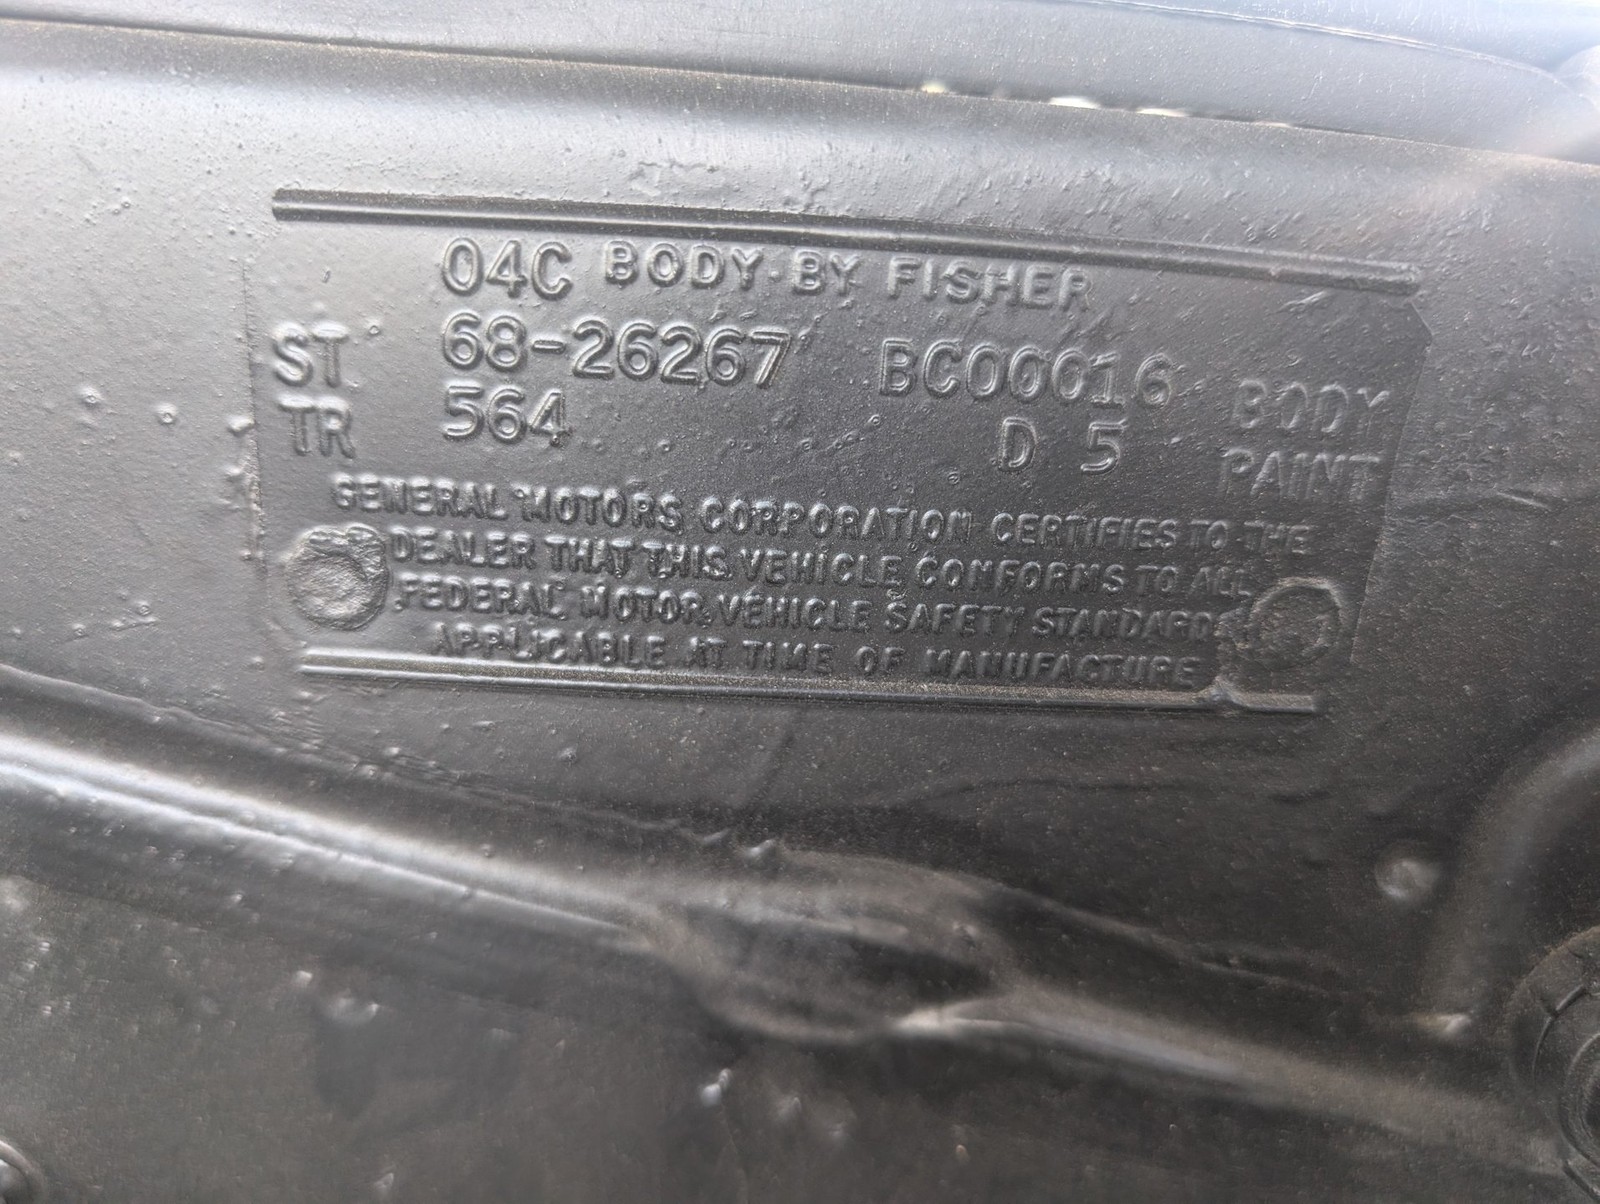 04C BODY BY FISHER
ST 68-26267 BC00016 BODY
TR 564 D 5 PAINT
GENERAL MOTORS CORPORATION CERTIFIES TO THE
DEALER THAT THIS VEHICLE CONFORMS TO ALL
FEDERAL MOTOR VEHICLE SAFETY STANDARDS
APPLICABLE AT TIME OF MANUFACTURE